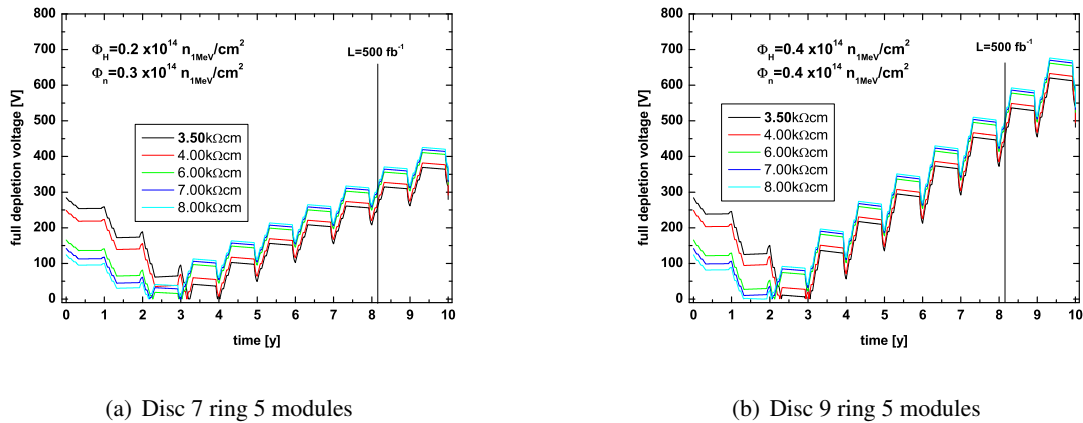 800
700
600
500
400
300
200
100
0
full depletion voltage [V]
Φ_H=0.2 x10^14 n_1MeV/cm^2
Φ_n=0.3 x10^14 n_1MeV/cm^2
L=500 fb^-1
3.50kΩcm
4.00kΩcm
6.00kΩcm
7.00kΩcm
8.00kΩcm
0 1 2 3 4 5 6 7 8 9 10
time [y]
(a) Disc 7 ring 5 modules
800
700
600
500
400
300
200
100
0
full depletion voltage [V]
Φ_H=0.4 x10^14 n_1MeV/cm^2
Φ_n=0.4 x10^14 n_1MeV/cm^2
L=500 fb^-1
3.50kΩcm
4.00kΩcm
6.00kΩcm
7.00kΩcm
8.00kΩcm
0 1 2 3 4 5 6 7 8 9 10
time [y]
(b) Disc 9 ring 5 modules